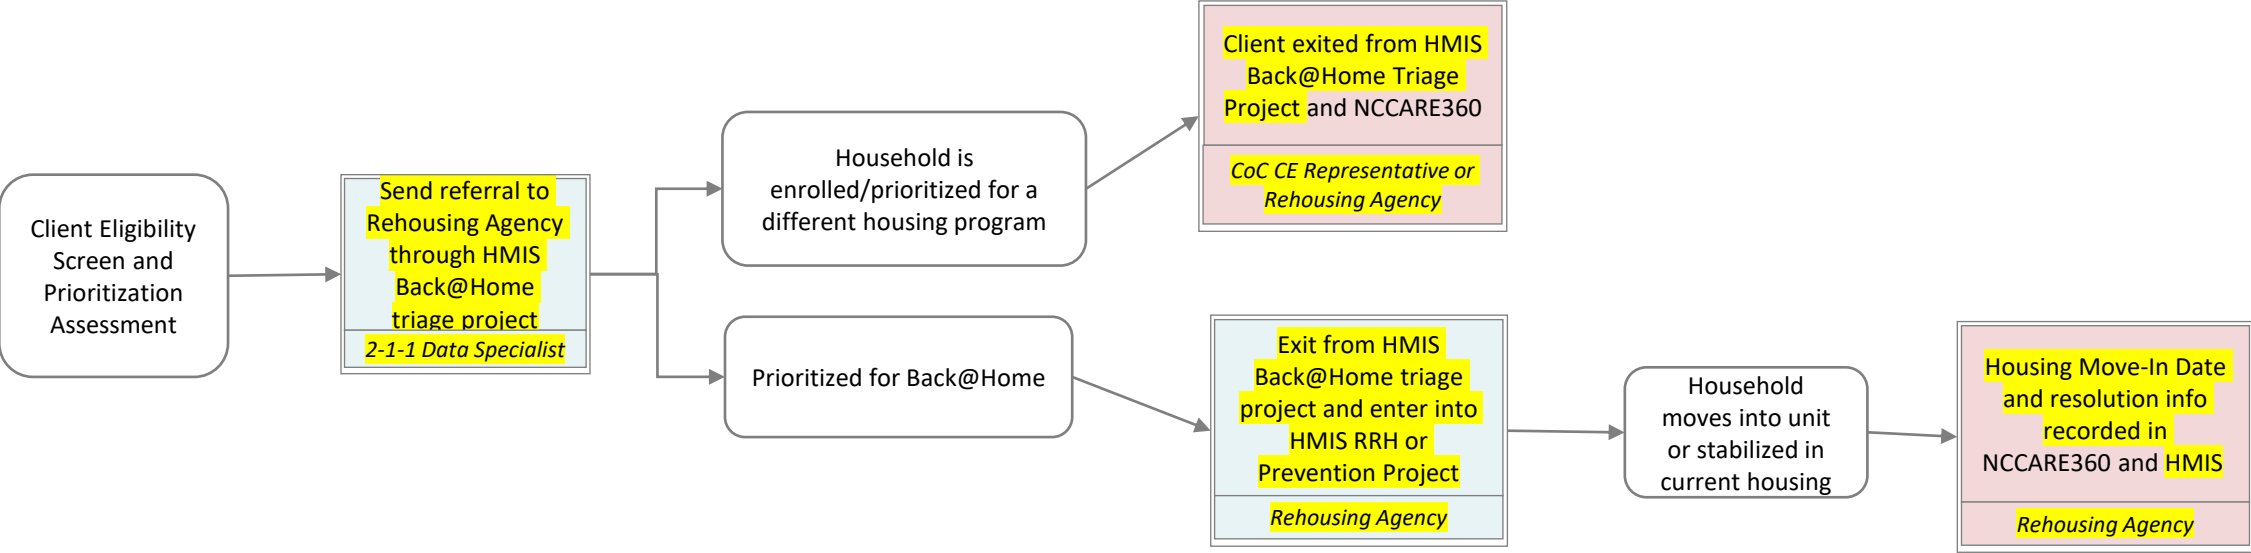 Client Eligibility
Screen and
Prioritization
Assessment
Send referral to
Rehousing Agency
through HMIS
Back@Home
triage project
2-1-1 Data Specialist
Household is
enrolled/prioritized for a
different housing program
Client exited from HMIS
Back@Home Triage
Project and NCCARE360
CoC CE Representative or
Rehousing Agency
Prioritized for Back@Home
Exit from HMIS
Back@Home triage
project and enter into
HMIS RRH or
Prevention Project
Rehousing Agency
Household
moves into unit
or stabilized in
current housing
Housing Move-In Date
and resolution info
recorded in
NCCARE360 and HMIS
Rehousing Agency